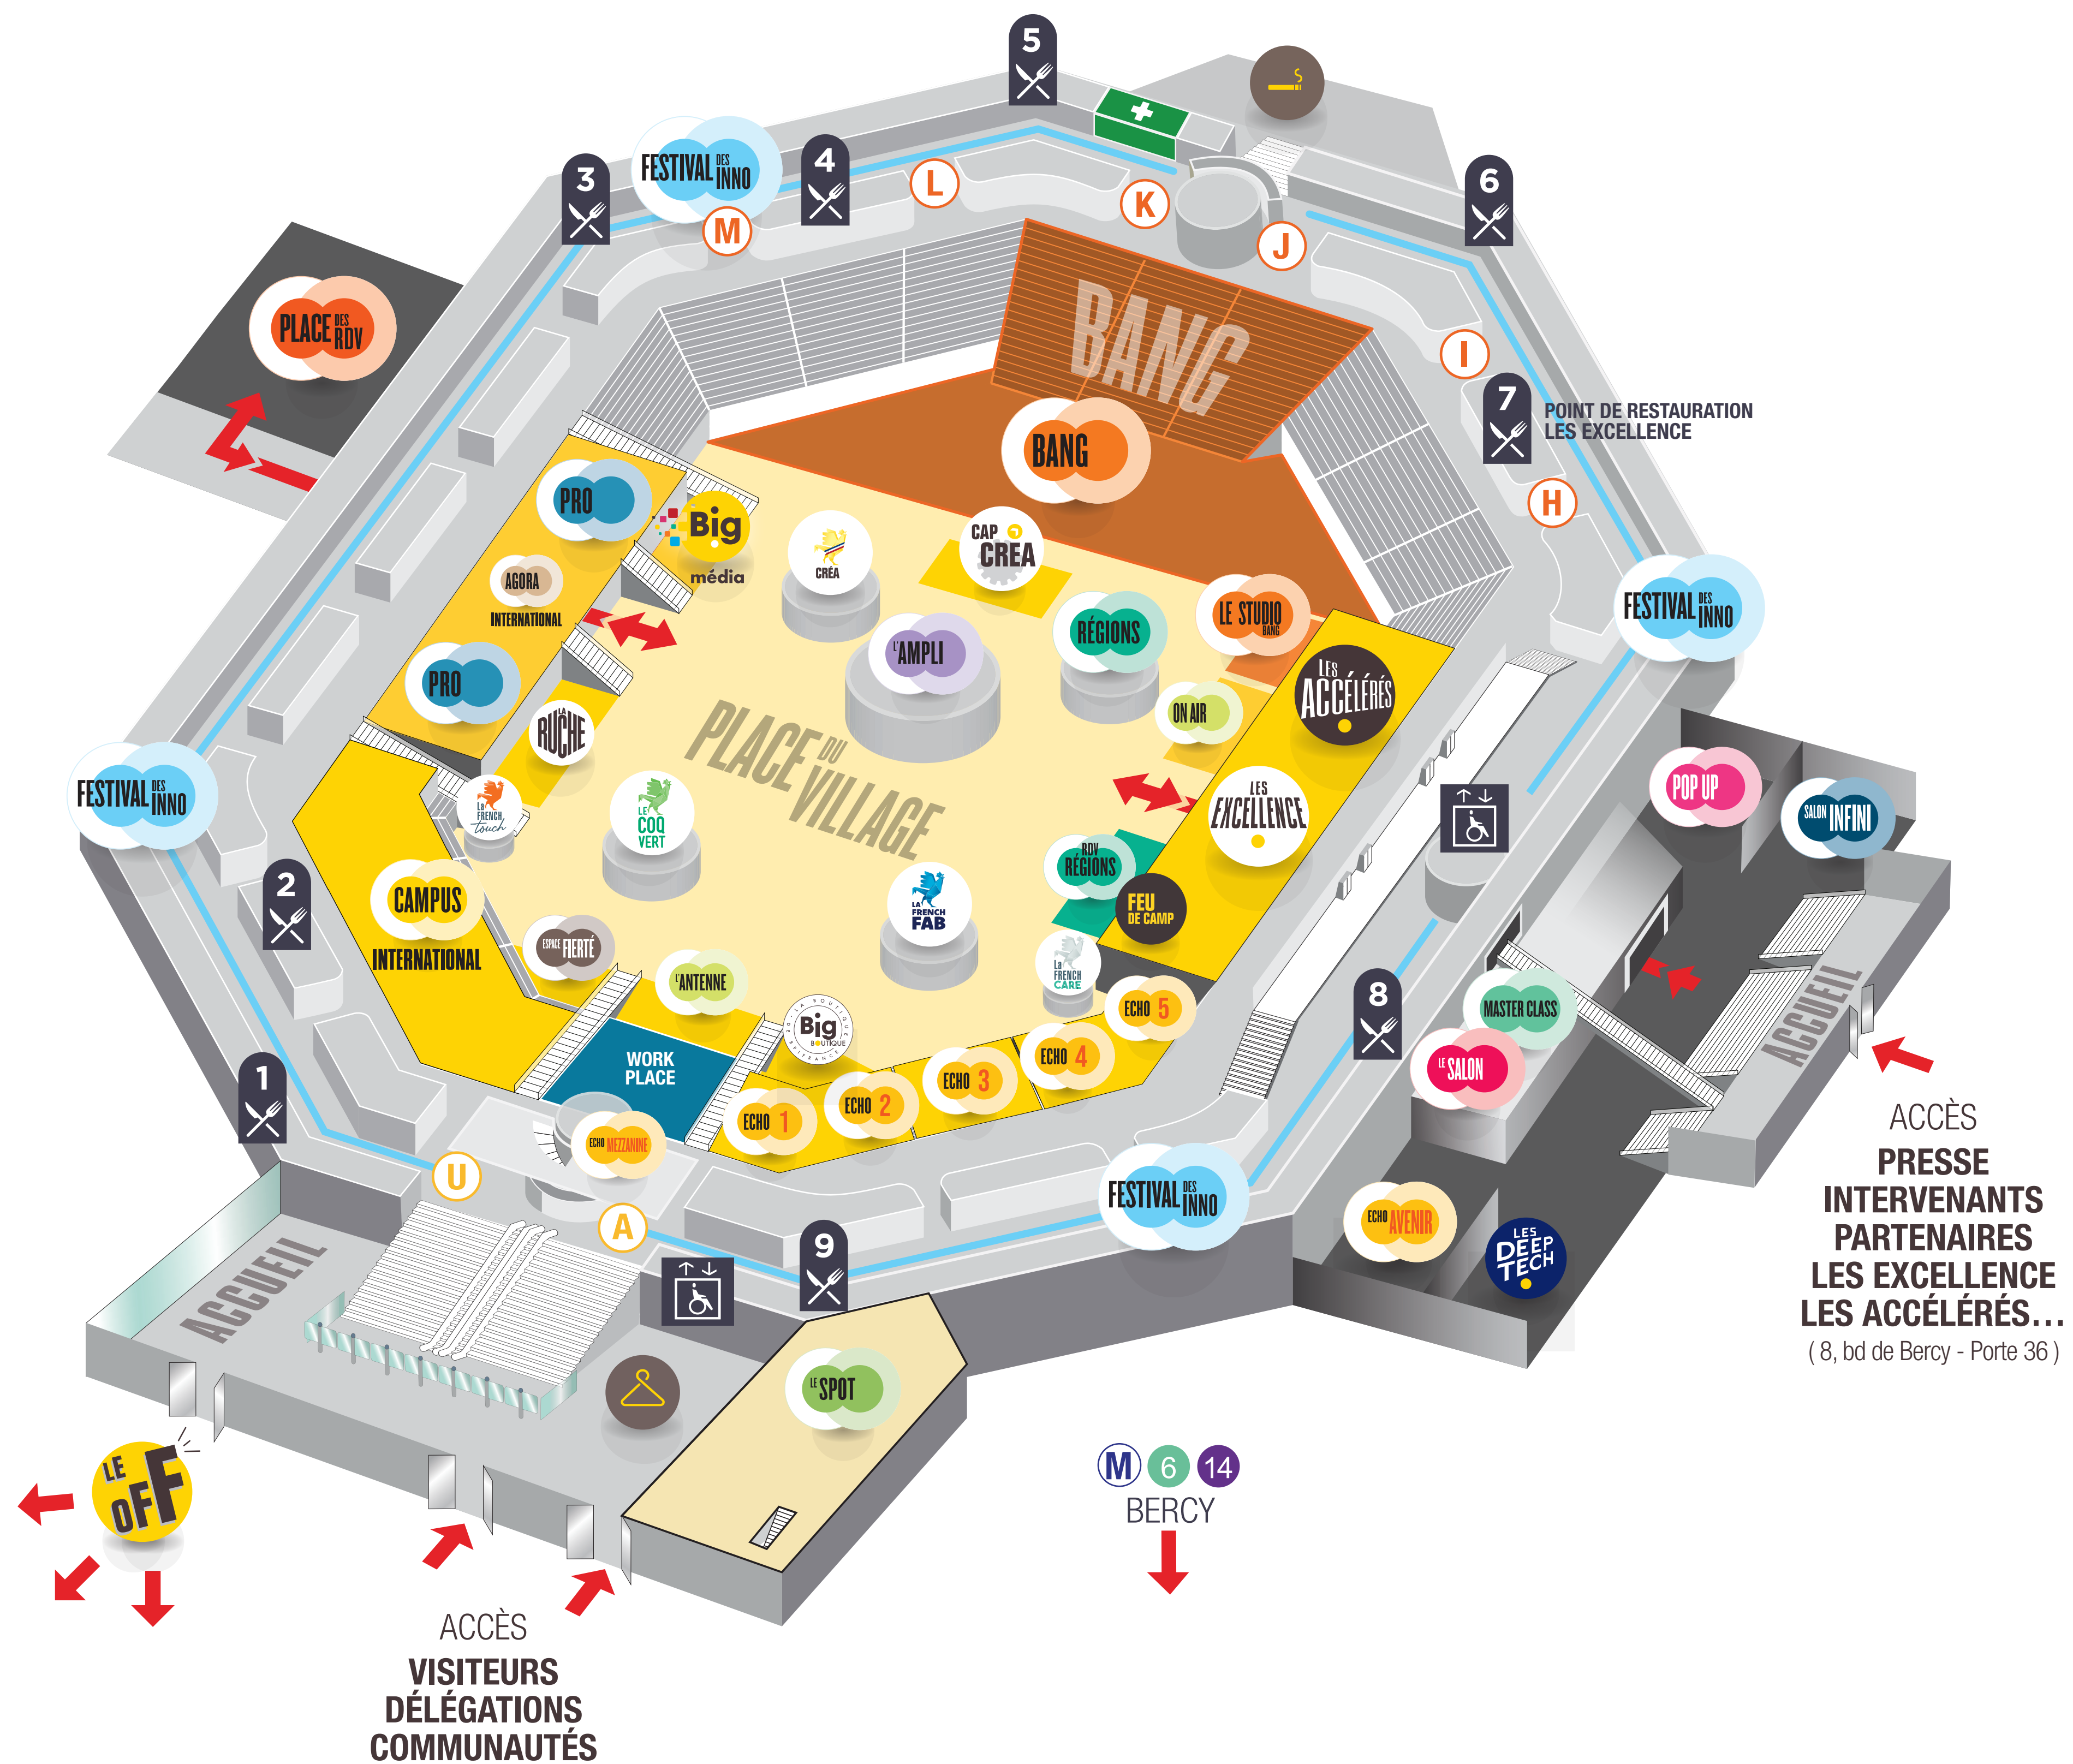 5
4
3
6
FESTIVAL DES INNO
L
K
M
J
PLACE DES RDV
BANG
I
7
POINT DE RESTAURATION
LES EXCELLENCE
BANG
H
PRO
Big
média
CRÉA
CAP
CREA
AGORA
INTERNATIONAL
L'AMPLI
RÉGIONS
LE STUDIO
BANG
FESTIVAL DES INNO
PRO
LA
RUCHE
ON AIR
LES
ACCÉLÉRÉS
PLACE DU VILLAGE
FESTIVAL DES INNO
La
FRENCH
touch
LE
COQ
VERT
LES
EXCELLENCE
POP UP
SALON INFINI
2
CAMPUS
INTERNATIONAL
LA
FRENCH
FAB
RDV
RÉGIONS
FEU
DE CAMP
ESPACE FIERTÉ
L'ANTENNE
La
FRENCH
CARE
8
MASTER CLASS
ACCUEIL
ECHO 5
DE - LA BOUTIQUE
Big
BOUTIQUE
BPIFRANCE
WORK
PLACE
ECHO 4
LE SALON
1
ECHO 3
ECHO 2
ECHO 1
ECHO MEZZANINE
U
A
FESTIVAL DES INNO
ECHO AVENIR
LES
DEEP
TECH
9
ACCUEIL
LE SPOT
ACCÈS
PRESSE
INTERVENANTS
PARTENAIRES
LES EXCELLENCE
LES ACCÉLÉRÉS...
( 8, bd de Bercy - Porte 36 )
LE
OFF
M 6 14
BERCY
ACCÈS
VISITEURS
DÉLÉGATIONS
COMMUNAUTÉS